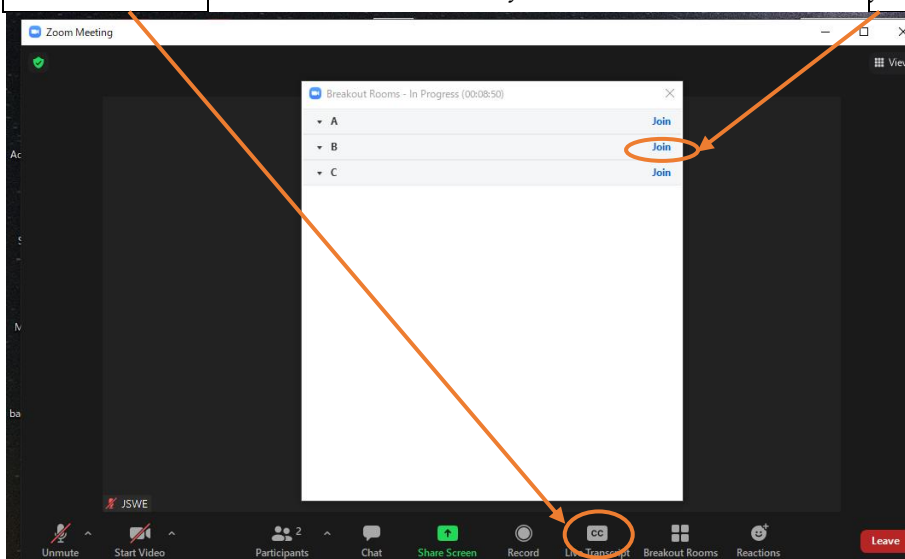 Zoom Meeting
View
Breakout Rooms - In Progress (00:08:50)
A Join
B Join
C Join
JSWE
2
CC
Unmute
Start Video
Participants
Chat
Share Screen
Record
Live Transcript
Breakout Rooms
Reactions
Leave